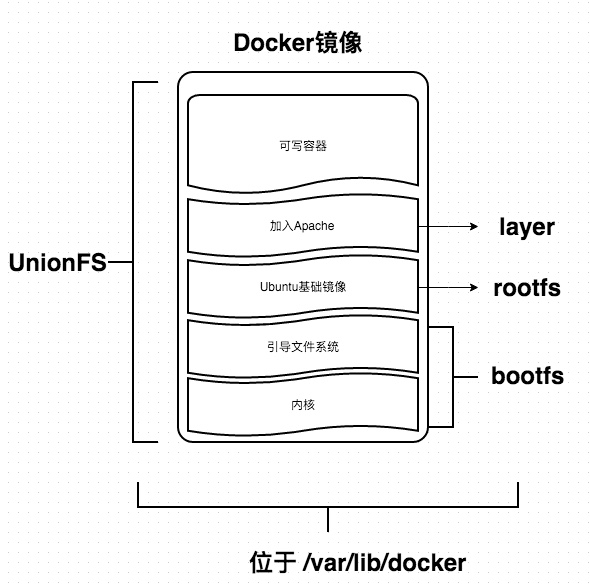 Docker镜像
可写容器
加入Apache
layer
UnionFS
Ubuntu基础镜像
rootfs
引导文件系统
bootfs
内核
位于 /var/lib/docker